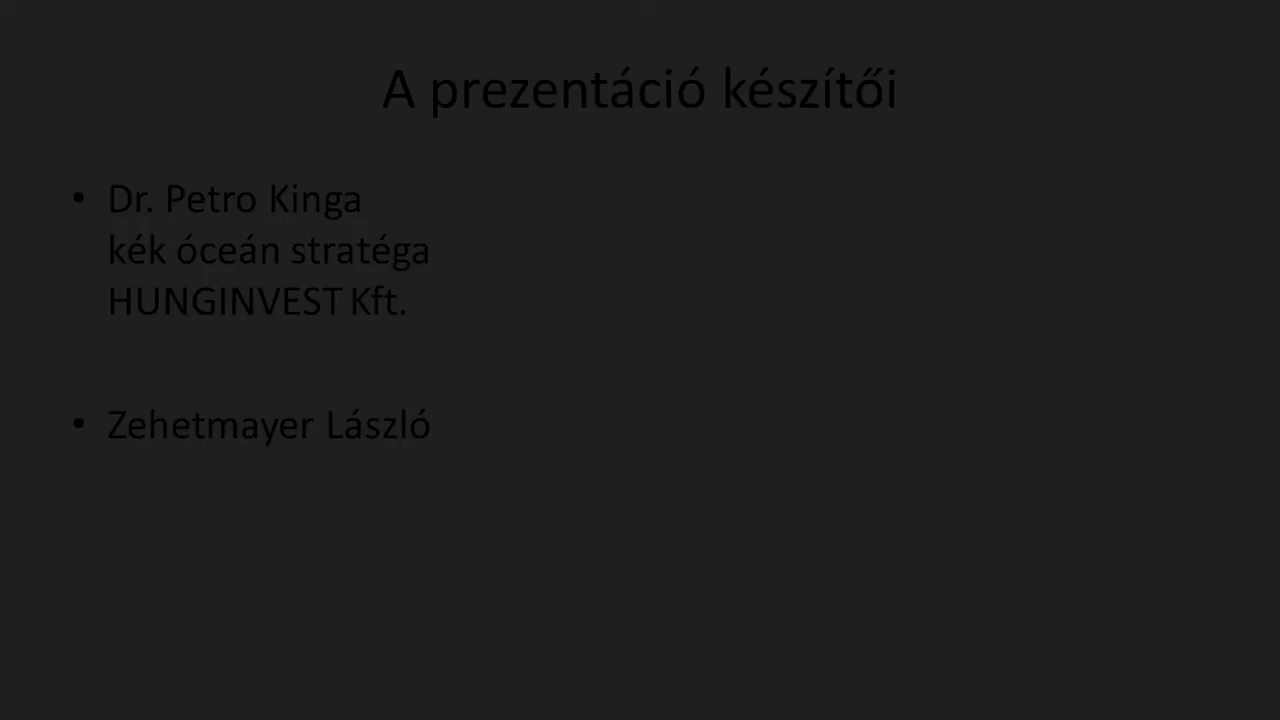 A prezentáció készítői
• Dr. Petro Kinga
kék óceán stratéga
HUNGINVEST Kft.
• Zehetmayer László